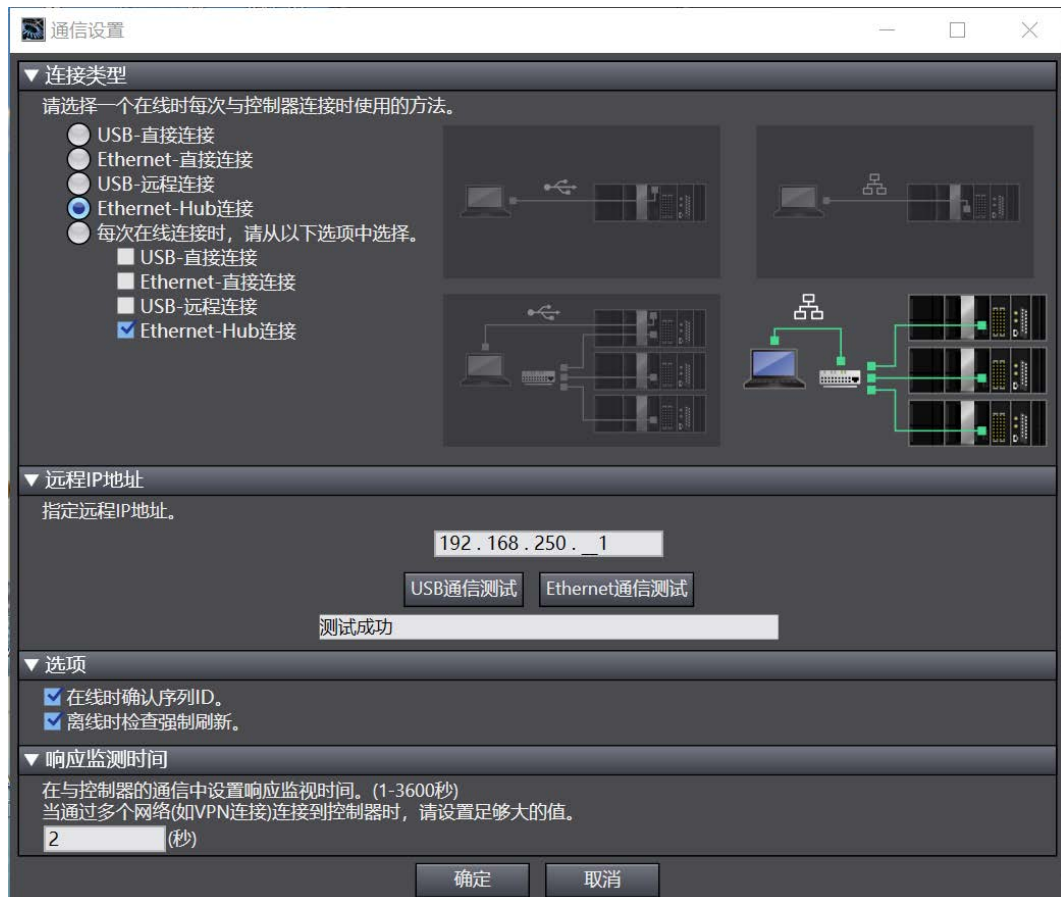 通信设置
▼ 连接类型
请选择一个在线时每次与控制器连接时使用的方法。
USB-直接连接
Ethernet-直接连接
USB-远程连接
Ethernet-Hub连接
每次在线连接时，请从以下选项中选择。
USB-直接连接
Ethernet-直接连接
USB-远程连接
Ethernet-Hub连接
▼ 远程IP地址
指定远程IP地址。
192 . 168 . 250 . __1
USB通信测试 Ethernet通信测试
测试成功
▼ 选项
在线时确认序列ID。
离线时检查强制刷新。
▼ 响应监测时间
在与控制器的通信中设置响应监视时间。(1-3600秒)
当通过多个网络(如VPN连接)连接到控制器时，请设置足够大的值。
2 (秒)
确定 取消